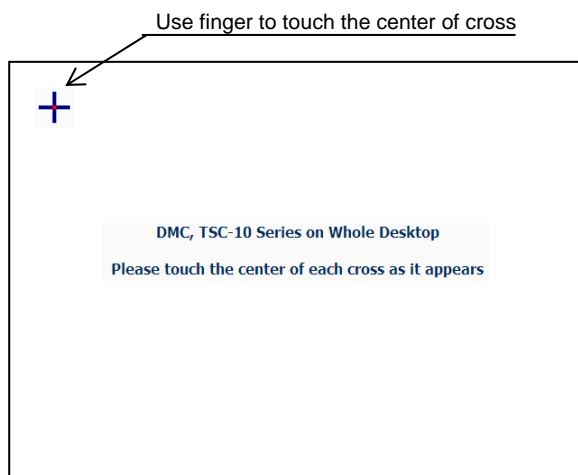 Use finger to touch the center of cross
DMC, TSC-10 Series on Whole Desktop
Please touch the center of each cross as it appears